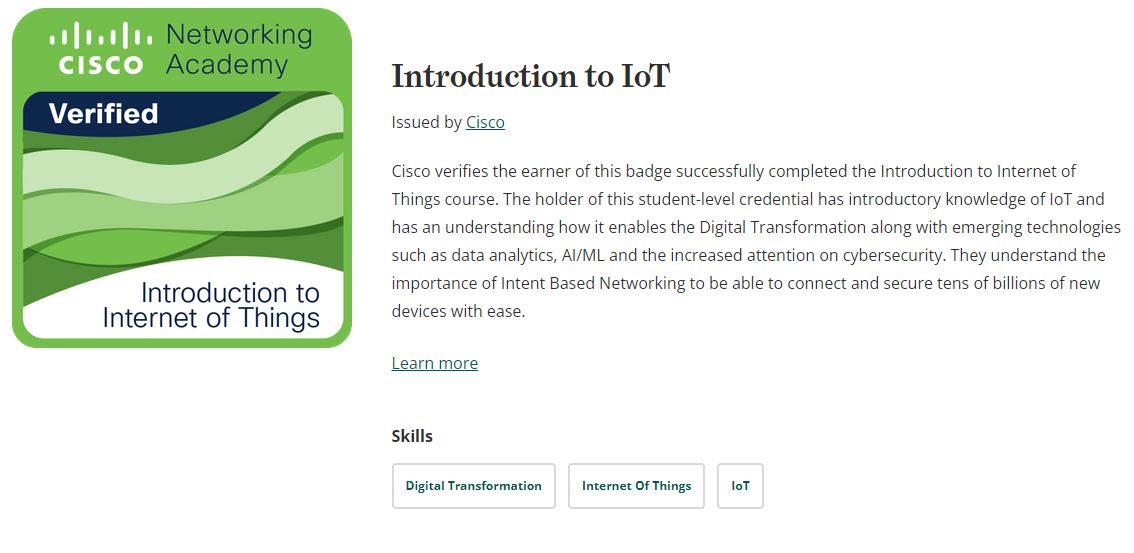 Networking
CISCO Academy
Verified
Introduction to
Internet of Things
Introduction to IoT
Issued by Cisco
Cisco verifies the earner of this badge successfully completed the Introduction to Internet of
Things course. The holder of this student-level credential has introductory knowledge of IoT and
has an understanding how it enables the Digital Transformation along with emerging technologies
such as data analytics, AI/ML and the increased attention on cybersecurity. They understand the
importance of Intent Based Networking to be able to connect and secure tens of billions of new
devices with ease.
Learn more
Skills
Digital Transformation
Internet Of Things
IoT